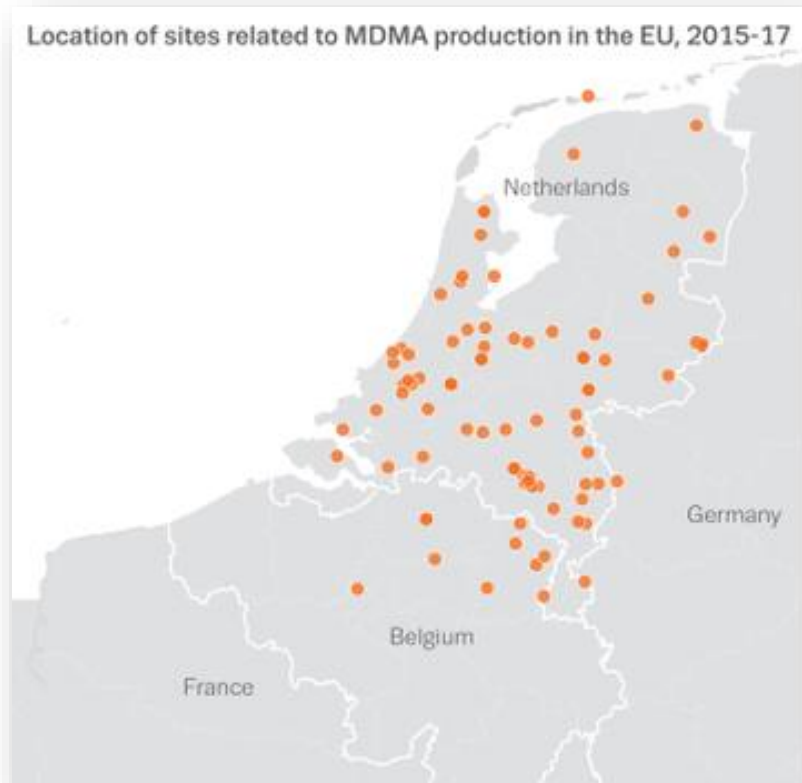 Location of sites related to MDMA production in the EU, 2015-17
Netherlands
Germany
Belgium
France